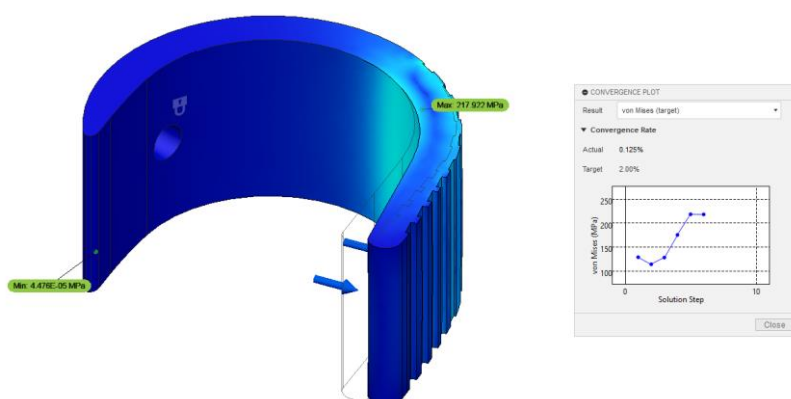 Max: 217.922 MPa
Min: 4.476E-05 MPa
CONVERGENCE PLOT
Result von Mises (target)
Convergence Rate
Actual 0.125%
Target 2.00%
von Mises (MPa)
250
200
150
100
0 10
Solution Step
Close